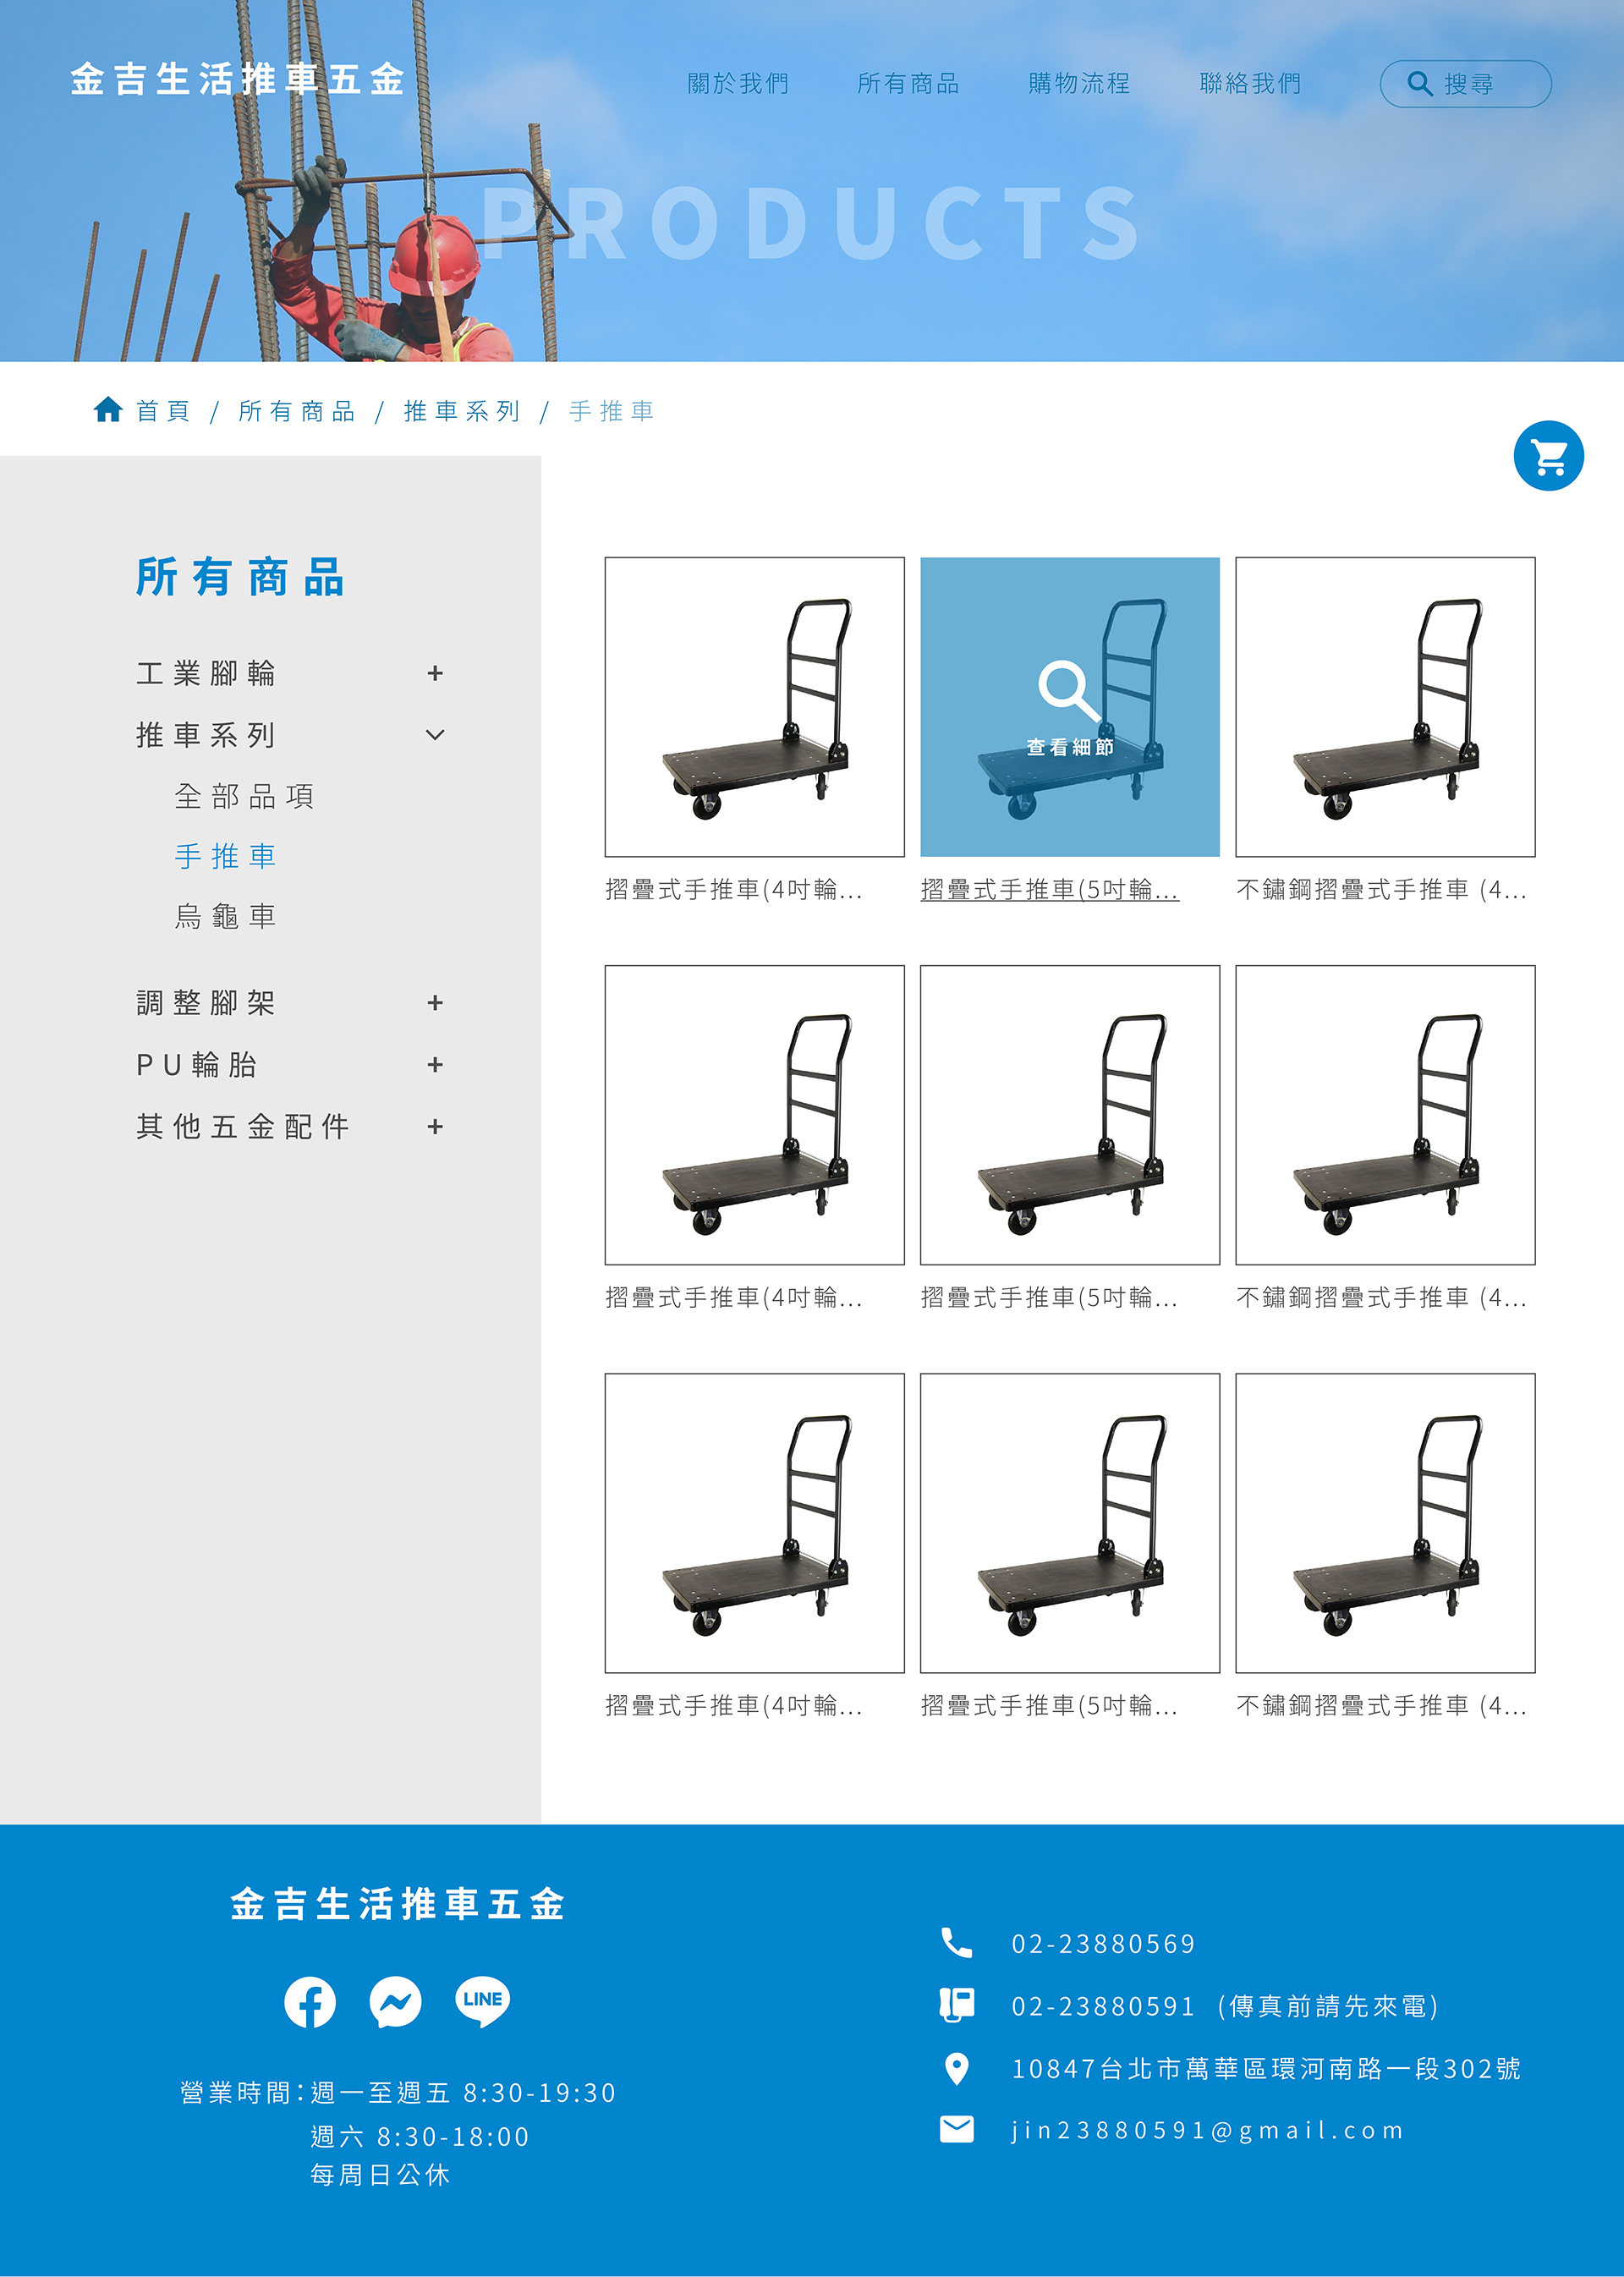 金吉生活推車五金
關於我們 所有商品 購物流程 聯絡我們 搜尋
PRODUCTS
首頁 / 所有商品 / 推車系列 / 手推車
所有商品
工業腳輪 +
推車系列
全部品項
手推車
烏龜車
調整腳架 +
PU輪胎 +
其他五金配件 +
查看細節
摺疊式手推車(4吋輪... 摺疊式手推車(5吋輪... 不鏽鋼摺疊式手推車 (4...
摺疊式手推車(4吋輪... 摺疊式手推車(5吋輪... 不鏽鋼摺疊式手推車 (4...
摺疊式手推車(4吋輪... 摺疊式手推車(5吋輪... 不鏽鋼摺疊式手推車 (4...
金吉生活推車五金
LINE
營業時間：週一至週五 8:30-19:30
週六 8:30-18:00
每周日公休
02-23880569
02-23880591 (傳真前請先來電)
10847台北市萬華區環河南路一段302號
jin23880591@gmail.com